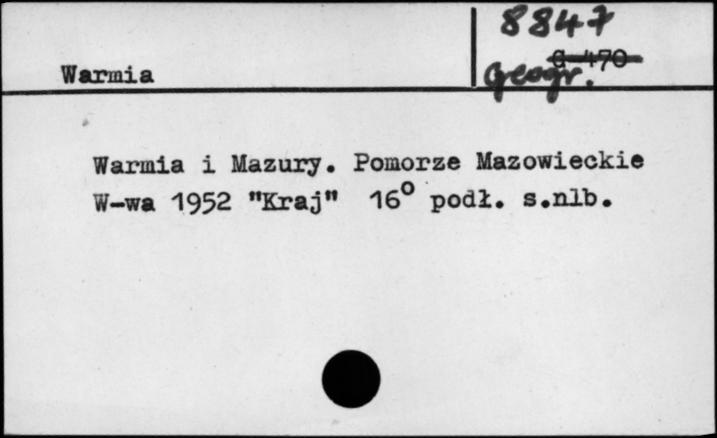 8847
G 470
Warmia
Geogr.
Warmia i Mazury. Pomorze Mazowieckie
W-wa 1952 "Kraj" 16° podł. s.nlb.